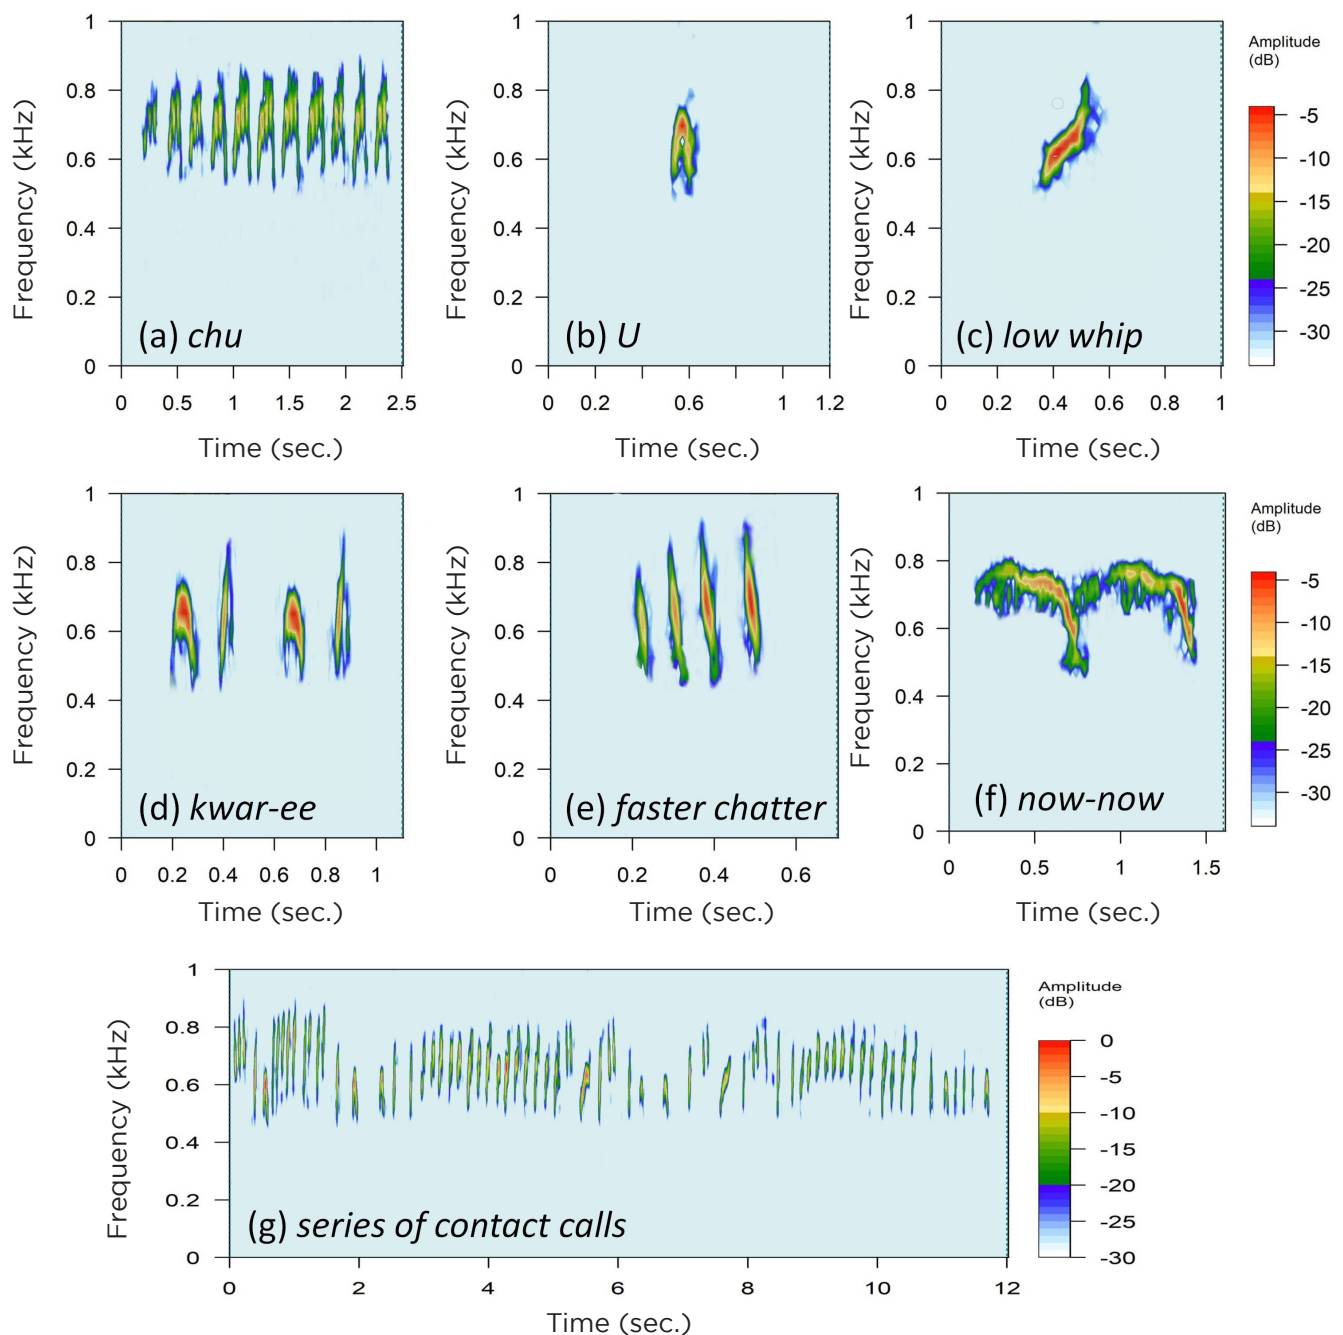 1
0.8
0.6
0.4
0.2
0
Frequency (kHz)
(a) chu
0 0.5 1 1.5 2 2.5
Time (sec.)
1
0.8
0.6
0.4
0.2
0
Frequency (kHz)
(b) U
0 0.2 0.6 1 1.2
Time (sec.)
1
0.8
0.6
0.4
0.2
0
Frequency (kHz)
(c) low whip
0 0.2 0.4 0.6 0.8 1
Time (sec.)
Amplitude
(dB)
-5
-10
-15
-20
-25
-30
1
0.8
0.6
0.4
0.2
0
Frequency (kHz)
(d) kwar-ee
0 0.2 0.4 0.6 0.8 1
Time (sec.)
1
0.8
0.6
0.4
0.2
0
Frequency (kHz)
(e) faster chatter
0 0.2 0.4 0.6
Time (sec.)
1
0.8
0.6
0.4
0.2
0
Frequency (kHz)
(f) now-now
0 0.5 1 1.5
Time (sec.)
Amplitude
(dB)
-5
-10
-15
-20
-25
-30
1
0.8
0.6
0.4
0.2
0
Frequency (kHz)
(g) series of contact calls
0 2 4 6 8 10 12
Time (sec.)
Amplitude
(dB)
0
-5
-10
-15
-20
-25
-30